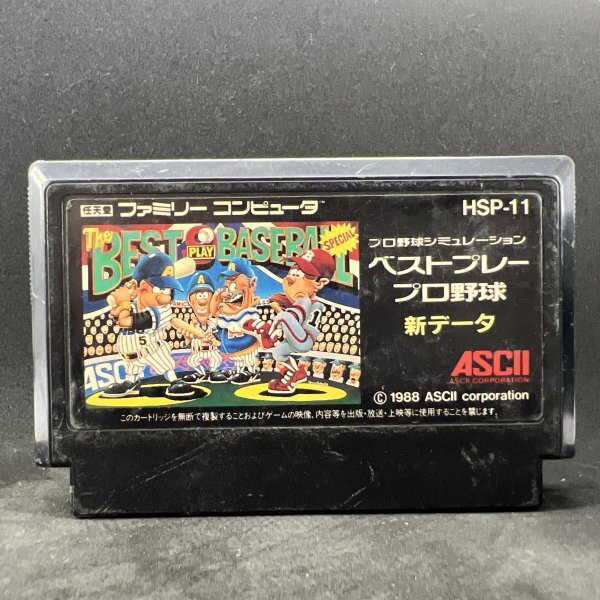 任天堂 ファミリー コンピュータ™
HSP-11
The BEST PLAY BASEBALL
SPECIAL
プロ野球シミュレーション
ベストプレー
プロ野球
新データ
5
1
ASCII
ASCII
ASCII CORPORATION
© 1988 ASCII corporation
このカートリッジを無断で複製することおよびゲームの映像、内容等を出版・放送・上映等に使用することを禁じます。